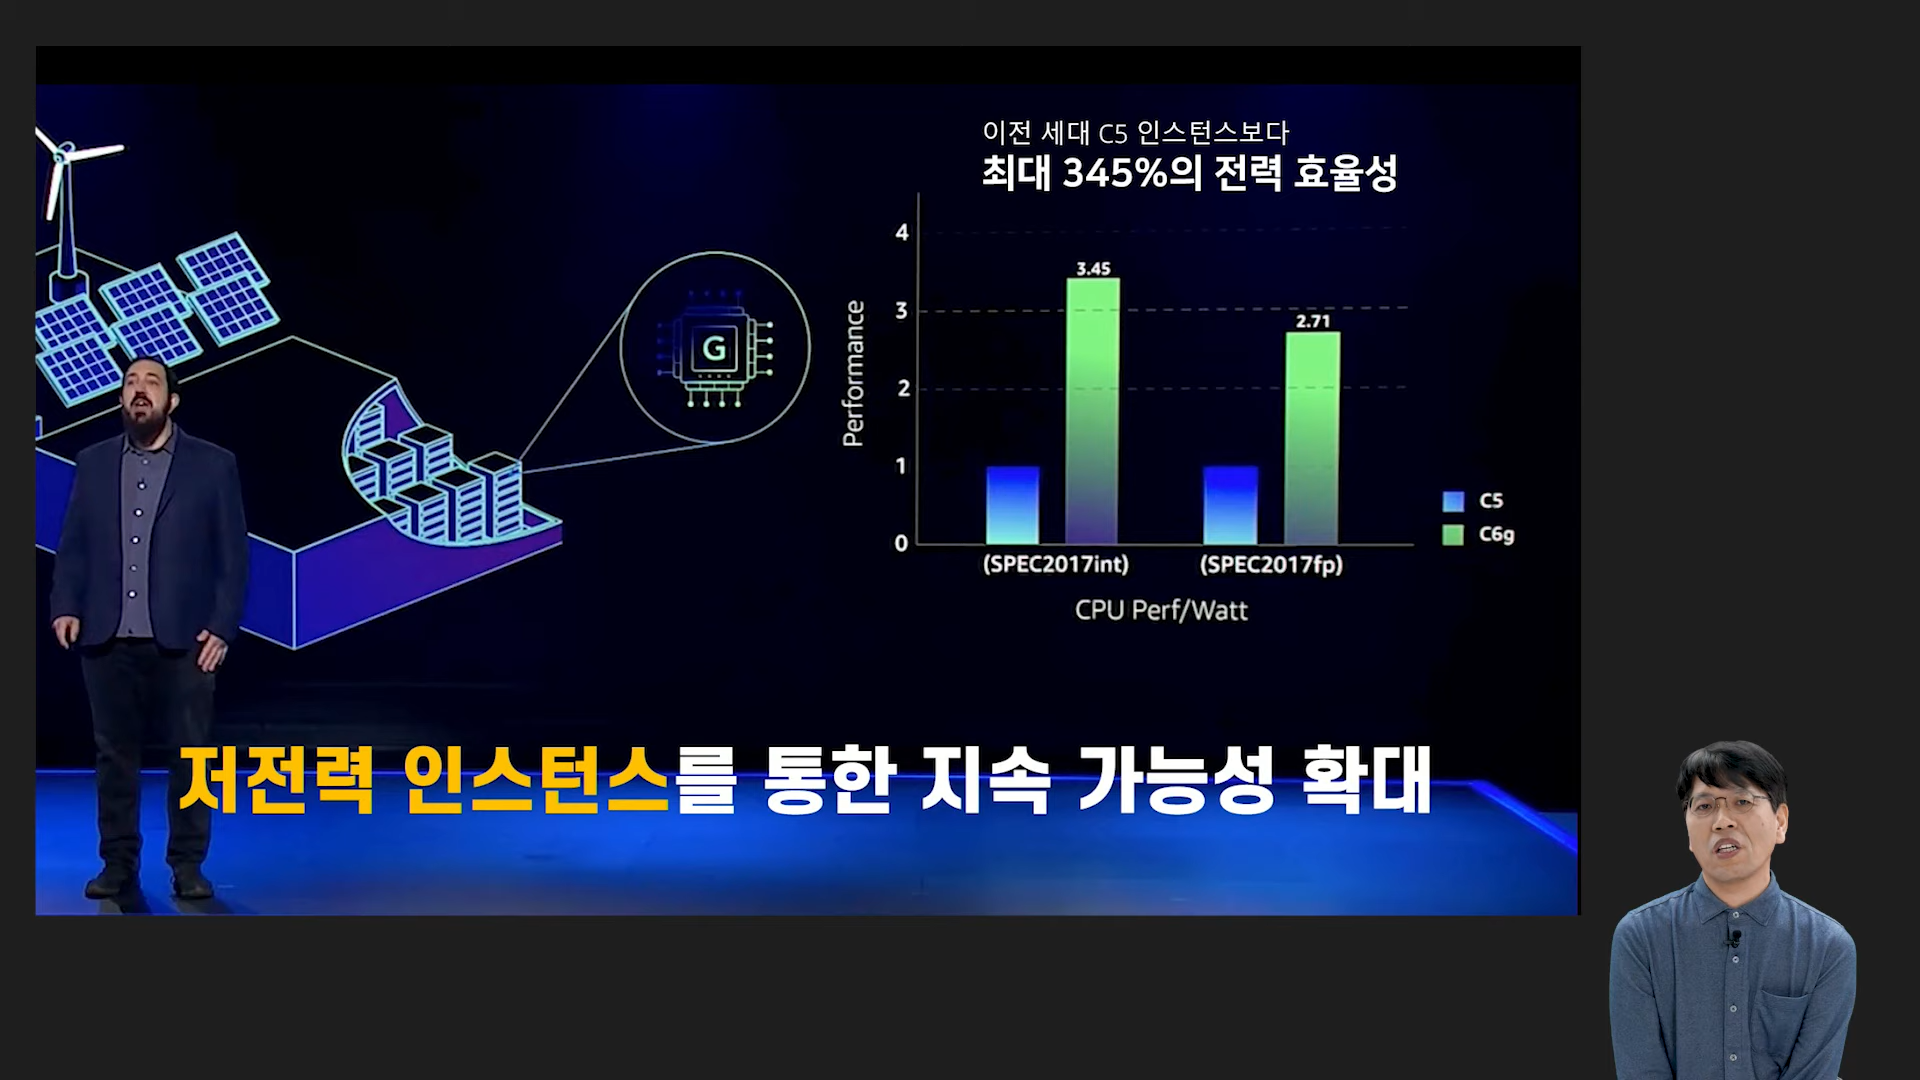 이전 세대 C5 인스턴스보다
최대 345%의 전력 효율성
Performance
4
3
2
1
0
3.45
2.71
(SPEC2017int)
(SPEC2017fp)
CPU Perf/Watt
C5
C6g
G
저전력 인스턴스를 통한 지속 가능성 확대